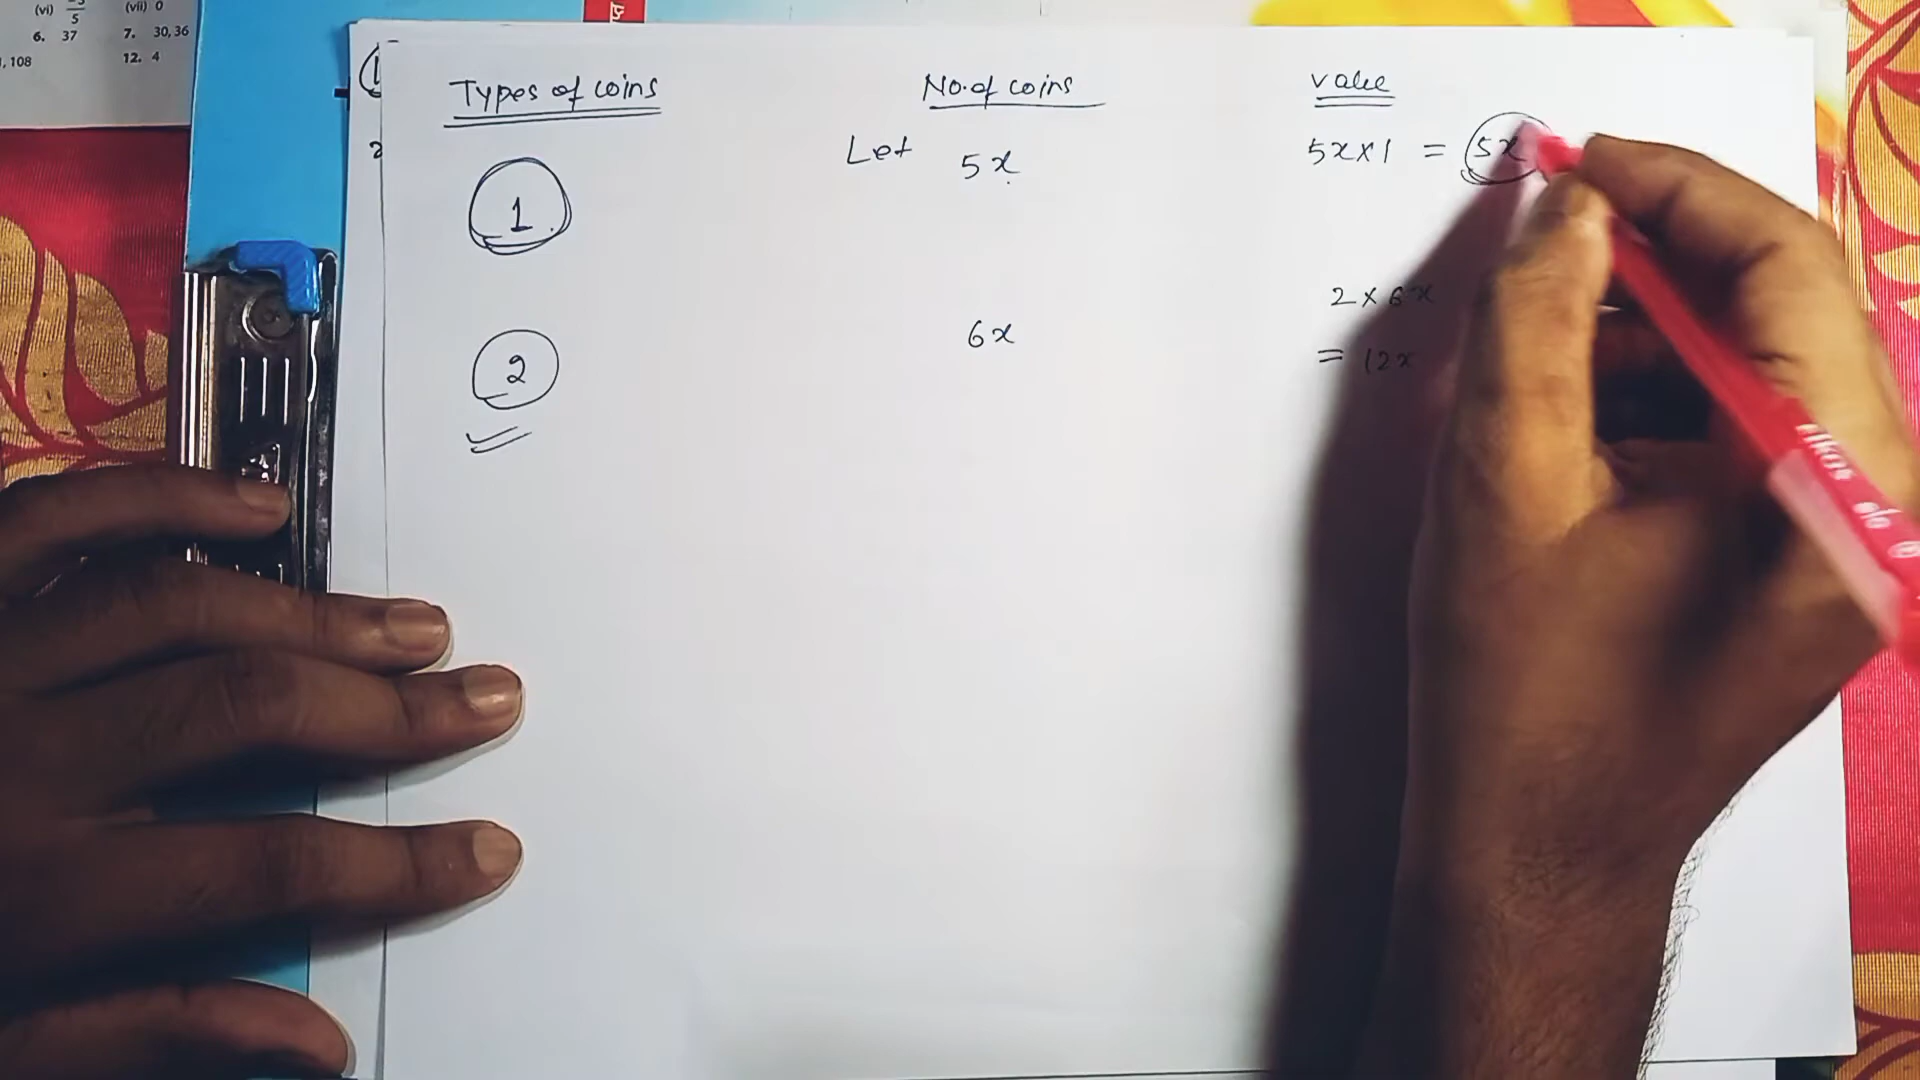 (vi) 5
(vii) 0
6. 37
7. 30, 36
, 108
12. 4
Types of coins
No. of coins
value
1
Let 5x
5x×1 = 5x
2
6x
2 × 6x
= 12x